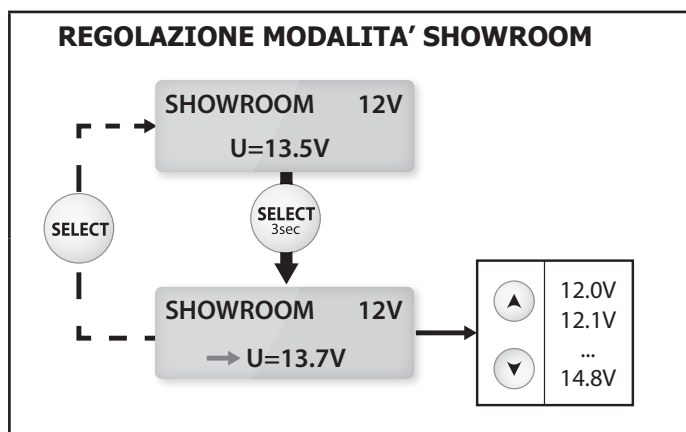 REGOLAZIONE MODALITA’ SHOWROOM
SHOWROOM 12V
U=13.5V
SELECT
SELECT
3sec
SHOWROOM 12V
U=13.7V
12.0V
12.1V
...
14.8V